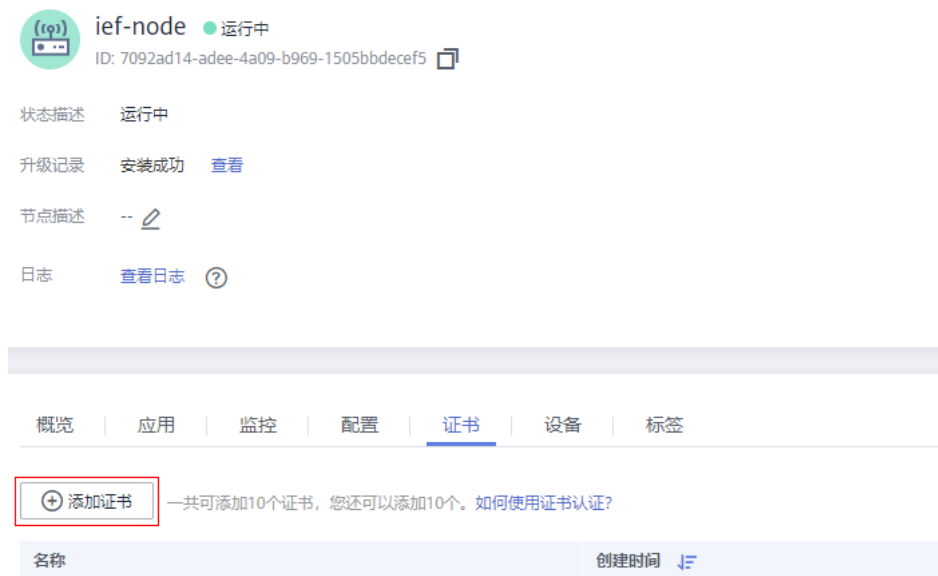 ief-node 运行中
ID: 7092ad14-adee-4a09-b969-1505bbdecef5
状态描述 运行中
升级记录 安装成功 查看
节点描述 --
日志 查看日志 ?
概览 应用 监控 配置 证书 设备 标签
添加证书 一共可添加10个证书，您还可以添加10个。如何使用证书认证?
名称 创建时间